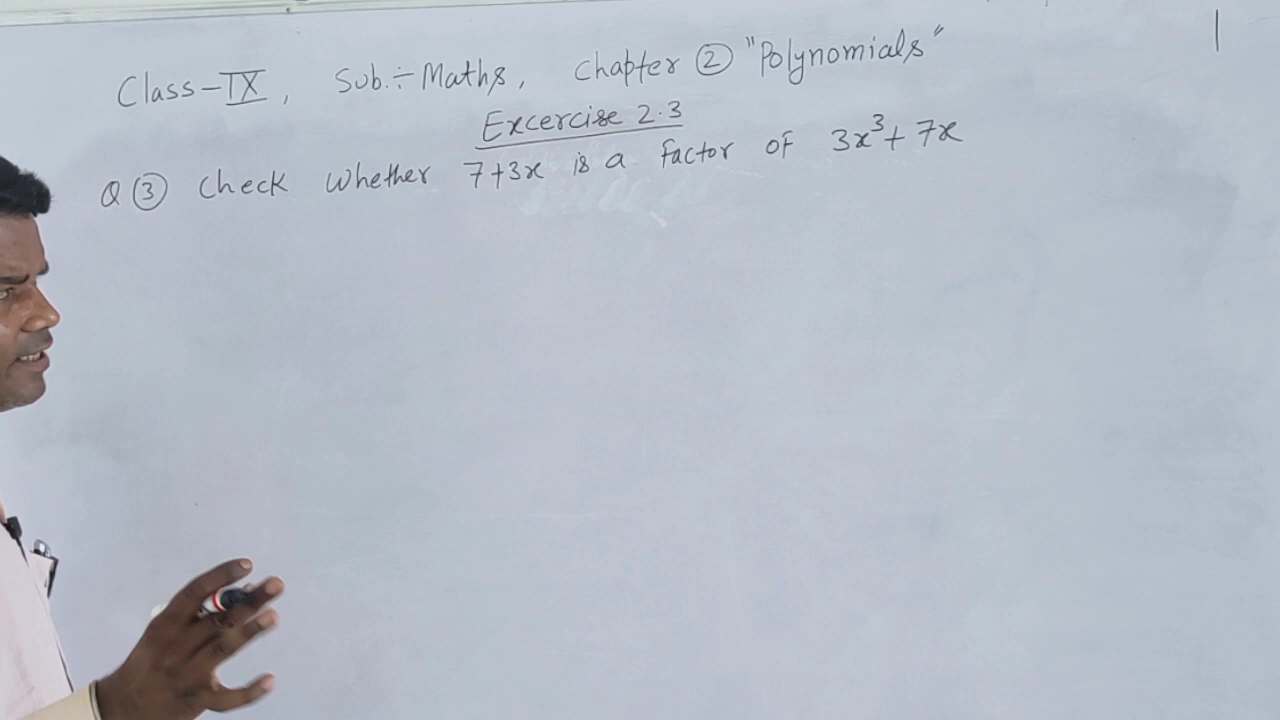 Class-IX, Sub.÷Maths, Chapter ② "Polynomials"
Excercise 2.3
Q ③ Check whether 7+3x is a factor of 3x³+7x